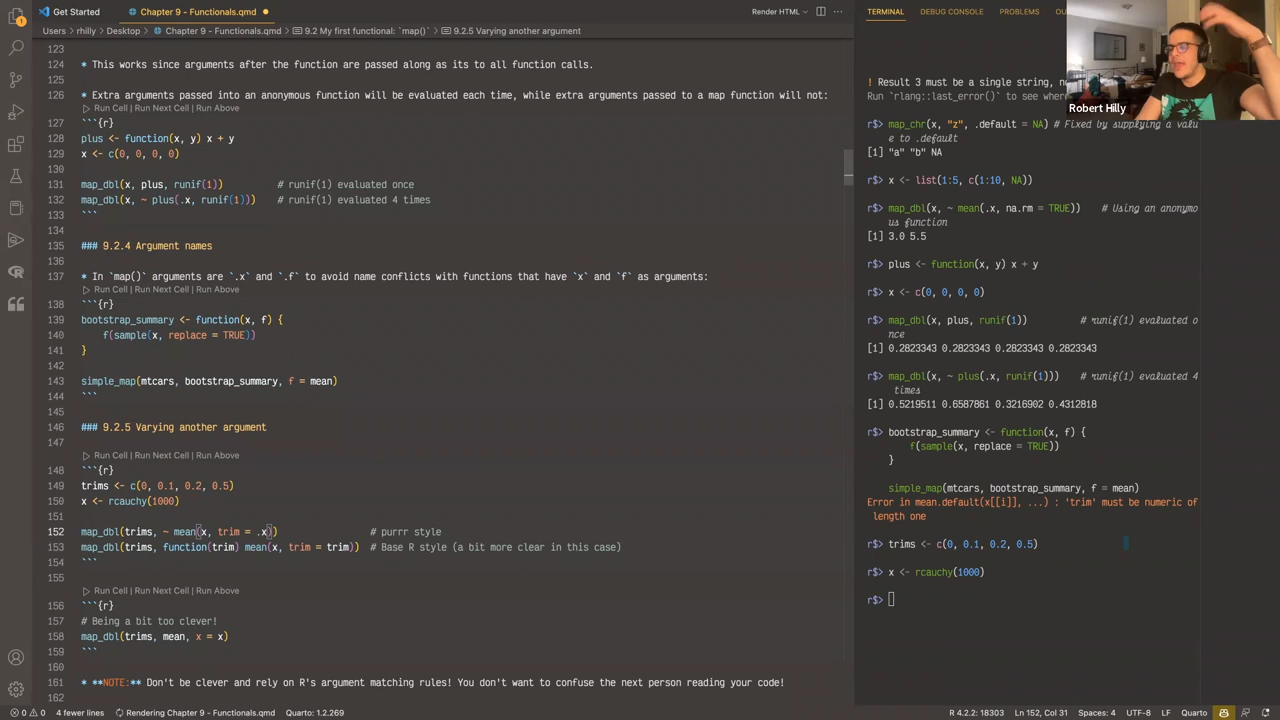 Get Started
Chapter 9 - Functionals.qmd
Render HTML
Users > rhilly > Desktop > Chapter 9 - Functionals.qmd > 9.2 My first functional: `map()` > 9.2.5 Varying another argument
123
124 * This works since arguments after the function are passed along as its to all function calls.
125
126 * Extra arguments passed into an anonymous function will be evaluated each time, while extra arguments passed to a map function will not:
Run Cell | Run Next Cell | Run Above
127 ```{r}
128 plus <- function(x, y) x + y
129 x <- c(0, 0, 0, 0)
130
131 map_dbl(x, plus, runif(1)) # runif(1) evaluated once
132 map_dbl(x, ~ plus(.x, runif(1))) # runif(1) evaluated 4 times
133 ```
134
135 ### 9.2.4 Argument names
136
137 * In `map()` arguments are `.x` and `.f` to avoid name conflicts with functions that have `x` and `f` as arguments:
Run Cell | Run Next Cell | Run Above
138 ```{r}
139 bootstrap_summary <- function(x, f) {
140 f(sample(x, replace = TRUE))
141 }
142
143 simple_map(mtcars, bootstrap_summary, f = mean)
144 ```
145
146 ### 9.2.5 Varying another argument
147
Run Cell | Run Next Cell | Run Above
148 ```{r}
149 trims <- c(0, 0.1, 0.2, 0.5)
150 x <- rcauchy(1000)
151
152 map_dbl(trims, ~ mean(x, trim = .x)) # purrr style
153 map_dbl(trims, function(trim) mean(x, trim = trim)) # Base R style (a bit more clear in this case)
154 ```
155
Run Cell | Run Next Cell | Run Above
156 ```{r}
157 # Being a bit too clever!
158 map_dbl(trims, mean, x = x)
159 ```
160
161 * **NOTE:** Don't be clever and rely on R's argument matching rules! You don't want to confuse the next person reading your code!
162
TERMINAL DEBUG CONSOLE PROBLEMS
! Result 3 must be a single string,
Run `rlang::last_error()` to see wher
Robert Hilly
r$> map_chr(x, "z", .default = NA) # Fixed by supplying a valu
e to .default
[1] "a" "b" NA
r$> x <- list(1:5, c(1:10, NA))
r$> map_dbl(x, ~ mean(.x, na.rm = TRUE)) # Using an anonymo
us function
[1] 3.0 5.5
r$> plus <- function(x, y) x + y
r$> x <- c(0, 0, 0, 0)
r$> map_dbl(x, plus, runif(1)) # runif(1) evaluated o
nce
[1] 0.2823343 0.2823343 0.2823343 0.2823343
r$> map_dbl(x, ~ plus(.x, runif(1))) # runif(1) evaluated 4
times
[1] 0.5219511 0.6587861 0.3216902 0.4312818
r$> bootstrap_summary <- function(x, f) {
f(sample(x, replace = TRUE))
}
simple_map(mtcars, bootstrap_summary, f = mean)
Error in mean.default(x[[i]], ...) : 'trim' must be numeric of
length one
r$> trims <- c(0, 0.1, 0.2, 0.5)
r$> x <- rcauchy(1000)
r$>
0 0 4 fewer lines Rendering Chapter 9 - Functionals.qmd Quarto: 1.2.269 R 4.2.2: 18303 Ln 152, Col 31 Spaces: 4 UTF-8 LF Quarto